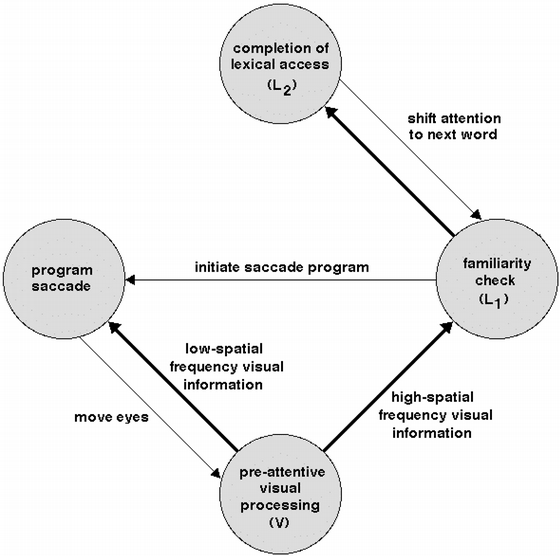 completion of
lexical access
(L2)
shift attention
to next word
program
saccade
initiate saccade program
familiarity
check
(L1)
low-spatial
frequency visual
information
high-spatial
frequency visual
information
move eyes
pre-attentive
visual
processing
(V)